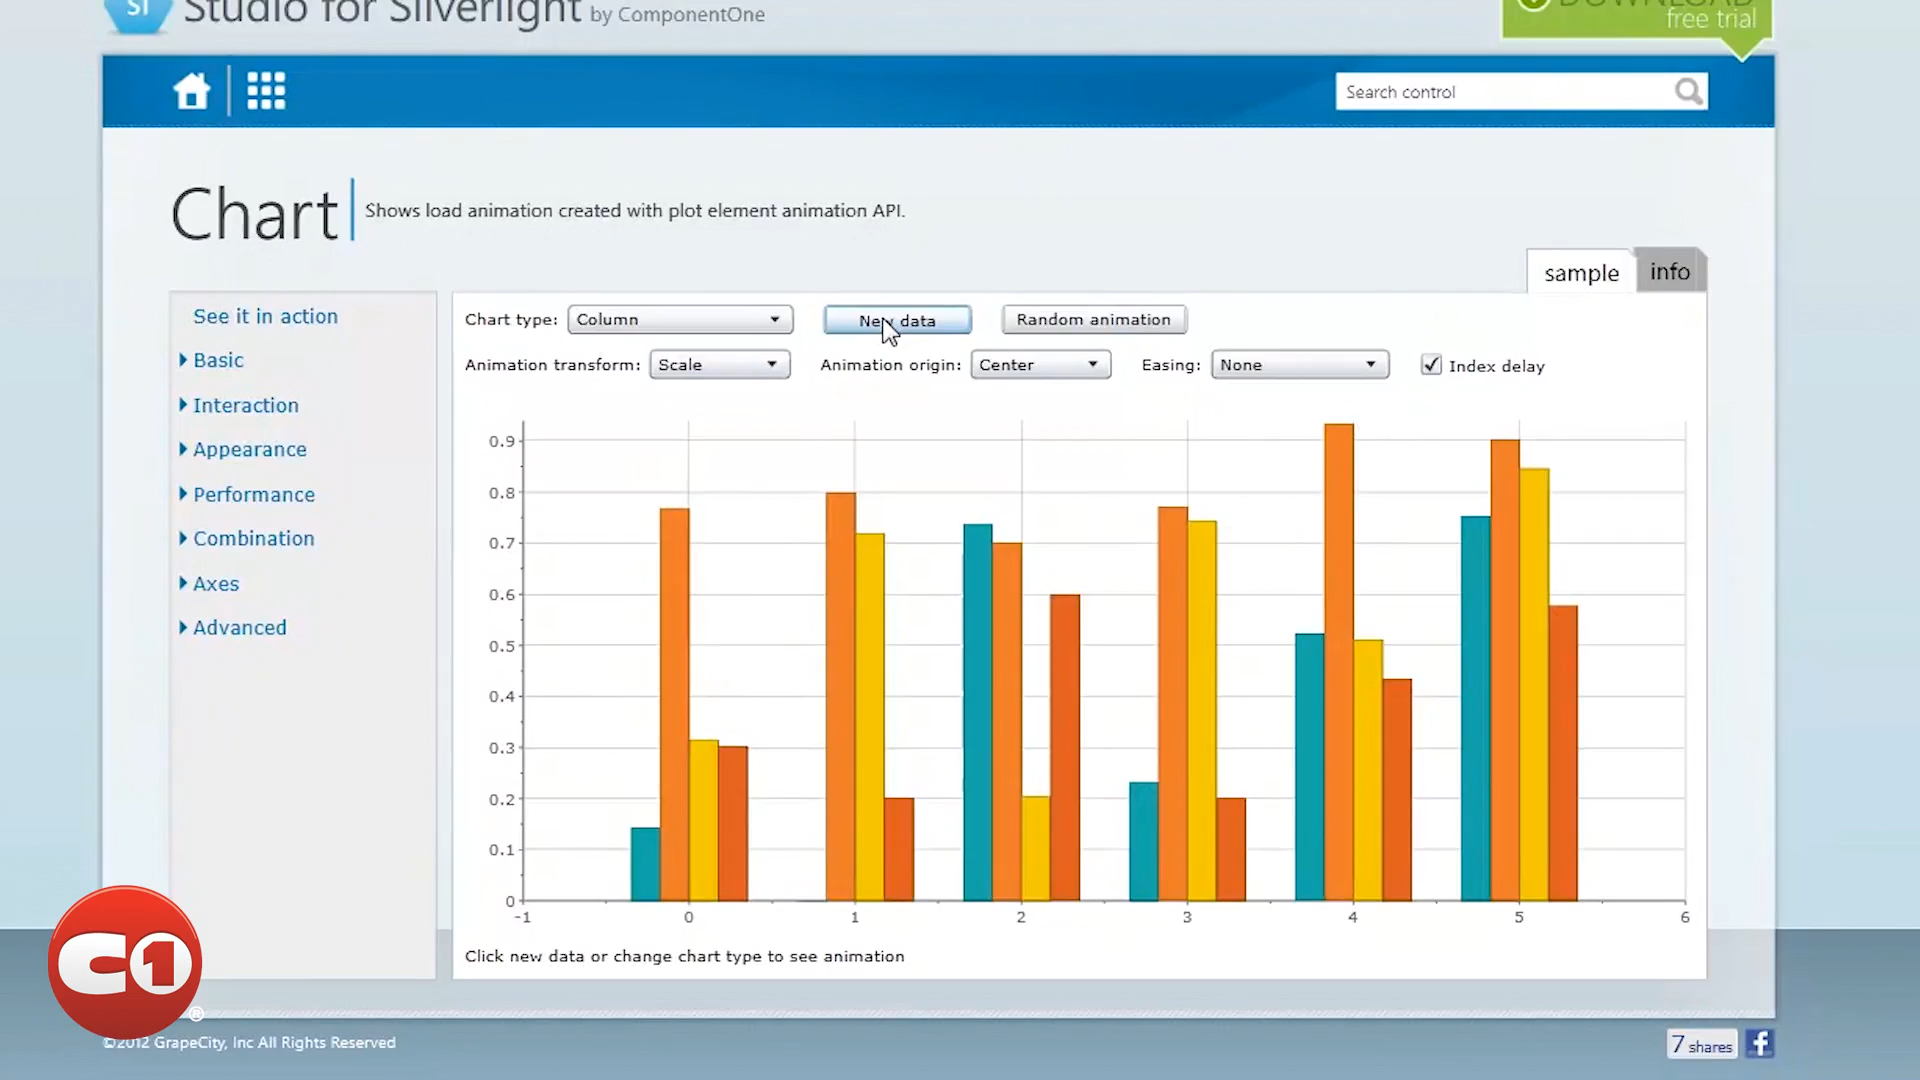 Sl Studio for Silverlight by ComponentOne
DOWNLOAD
free trial
Search control
Chart
Shows load animation created with plot element animation API.
sample info
See it in action
Basic
Interaction
Appearance
Performance
Combination
Axes
Advanced
Chart type: Column New data Random animation
Animation transform: Scale Animation origin: Center Easing: None Index delay
0.9
0.8
0.7
0.6
0.5
0.4
0.3
0.2
0.1
0
-1 0 1 2 3 4 5 6
Click new data or change chart type to see animation
C1 ®
©2012 GrapeCity, Inc All Rights Reserved
7 shares f